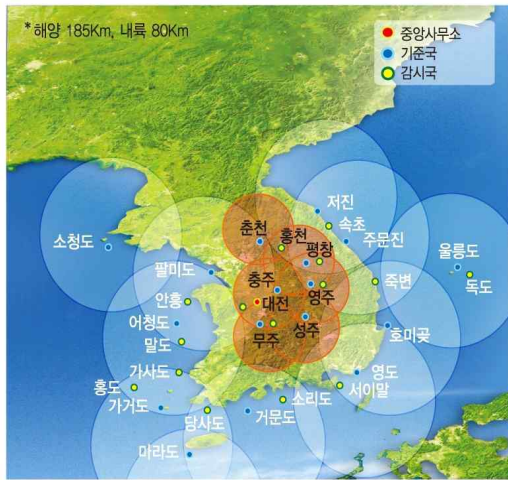 *해양 185Km, 내륙 80Km
중앙사무소
기준국
감시국
저진
속초
춘천
홍천
평창
주문진
소청도
울릉도
팔미도
독도
충주
죽변
안흥
대전
영주
어청도
무주
성주
호미곶
말도
가사도
영도
홍도
서이말
가거도
소리도
당사도
거문도
마라도